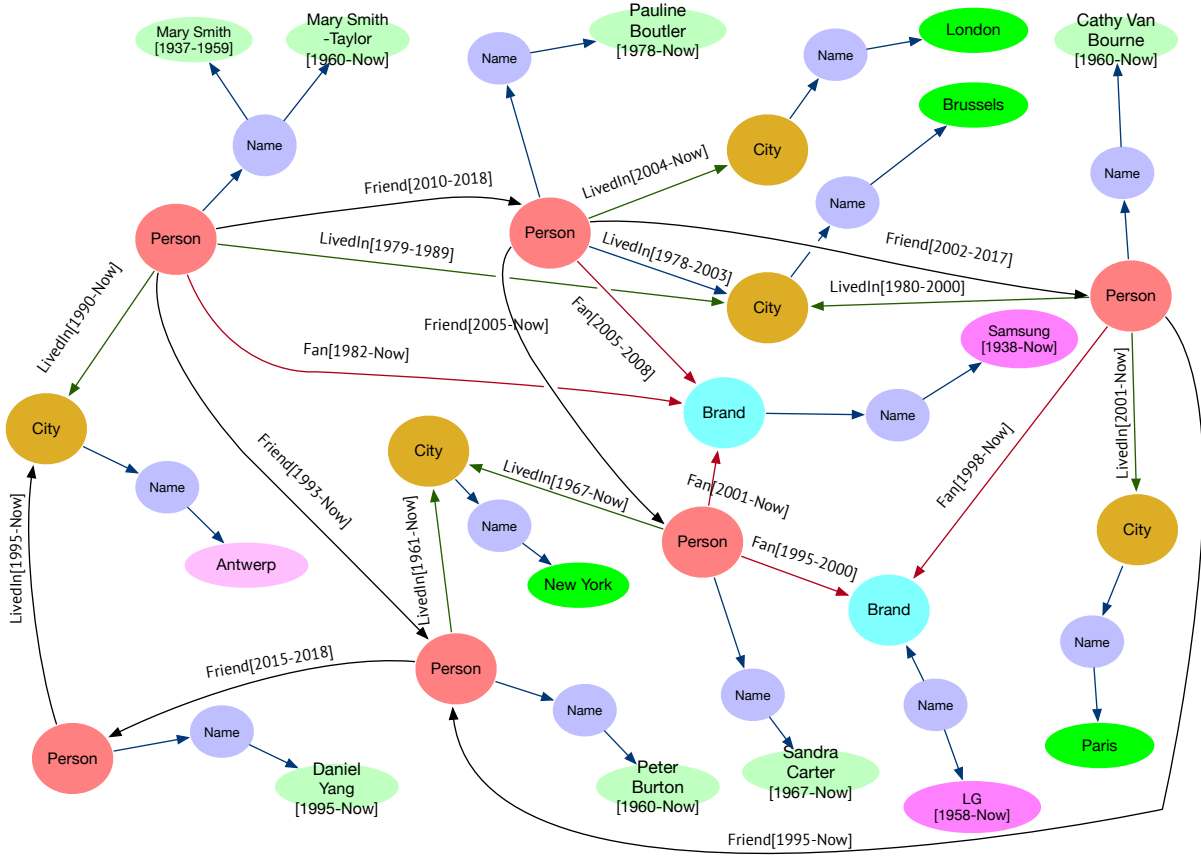 Mary Smith
[1937-1959]
Mary Smith
-Taylor
[1960-Now]
Pauline
Boutler
[1978-Now]
London
Cathy Van
Bourne
[1960-Now]
Name
Name
Brussels
Name
City
LivedIn[2004-Now]
Name
Name
Friend[2010-2018]
Person
Person
LivedIn[1979-1989]
LivedIn[1978-2003]
Friend[2002-2017]
City
LivedIn[1980-2000]
Person
LivedIn[1990-Now]
Friend[2005-Now]
Fan[2005-2008]
Samsung
[1938-Now]
Fan[1982-Now]
Brand
Name
LivedIn[2001-Now]
City
City
Friend[1993-Now]
LivedIn[1967-Now]
Fan[2001-Now]
Fan[1998-Now]
Name
Name
City
Person
Fan[1995-2000]
Antwerp
New York
LivedIn[1995-Now]
LivedIn[1961-Now]
Brand
Name
Friend[2015-2018]
Person
Name
Name
Name
Name
Person
Daniel
Yang
[1995-Now]
Peter
Burton
[1960-Now]
Sandra
Carter
[1967-Now]
Paris
LG
[1958-Now]
Friend[1995-Now]